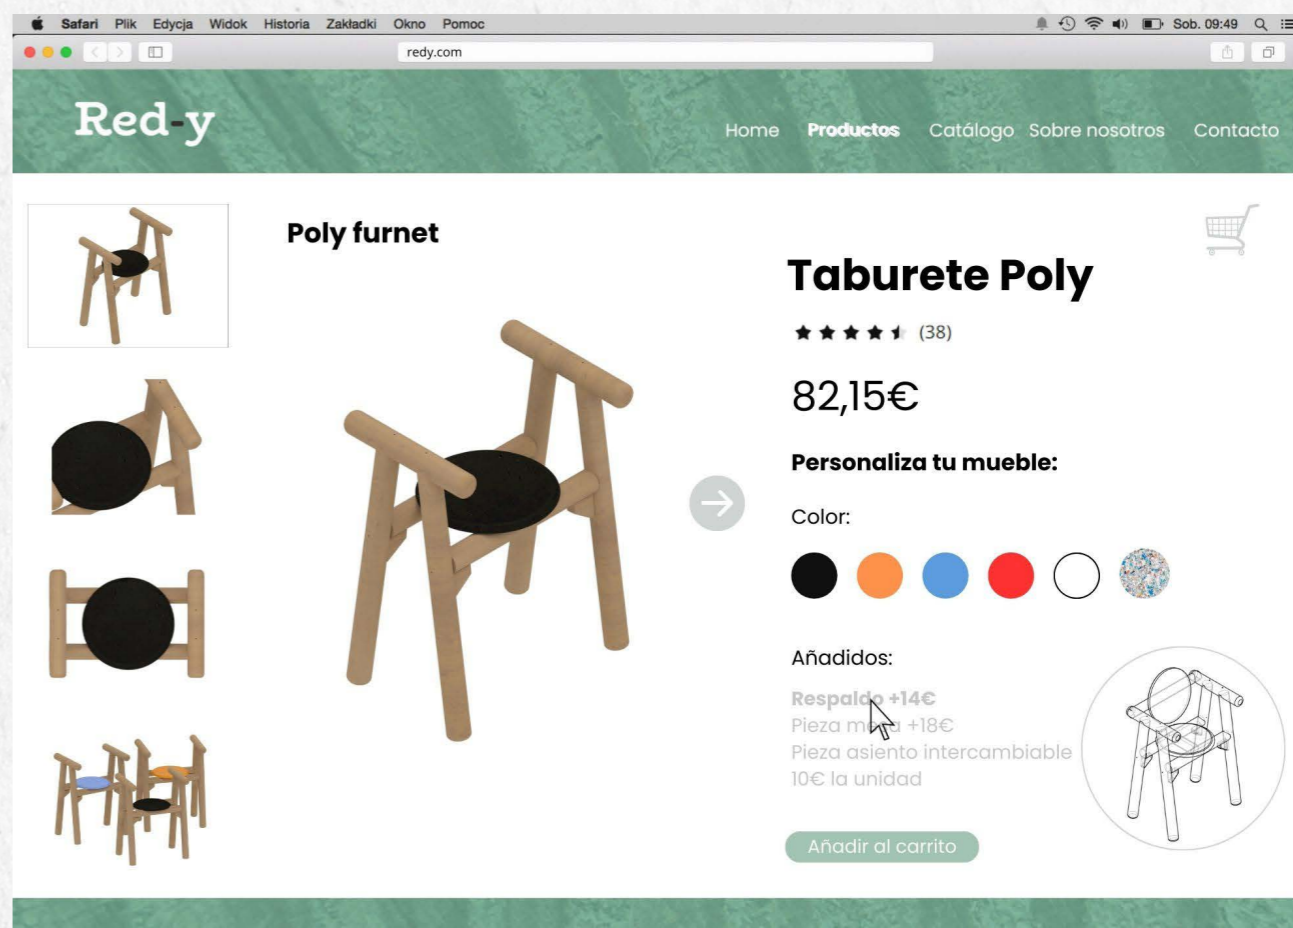 Safari Plik Edycja Widok Historia Zakładki Okno Pomoc
Sob. 09:49
redy.com
Red-y
Home Productos Catálogo Sobre nosotros Contacto
Poly furnet
Taburete Poly
(38)
82,15€
Personaliza tu mueble:
Color:
Añadidos:
Respaldo +14€
Pieza mesa +18€
Pieza asiento intercambiable
10€ la unidad
Añadir al carrito